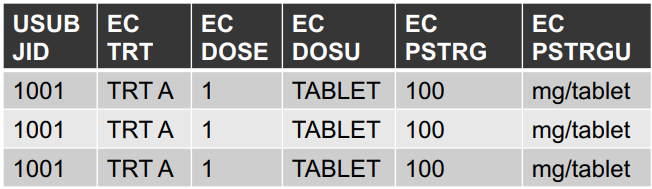 USUB JID EC TRT EC DOSE EC DOSU EC PSTRG EC PSTRGU
1001 TRT A 1 TABLET 100 mg/tablet
1001 TRT A 1 TABLET 100 mg/tablet
1001 TRT A 1 TABLET 100 mg/tablet